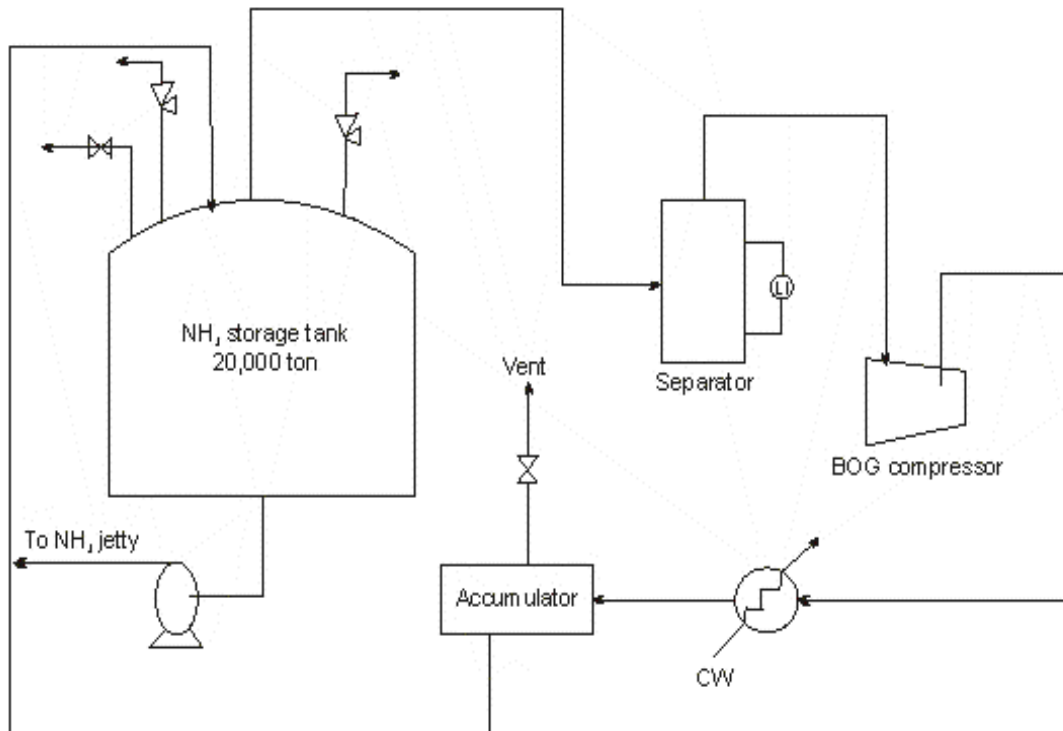 NH, storage tank
20,000 ton
LI
Separator
Vent
BOG compressor
To NH, jetty
Accumulator
CW